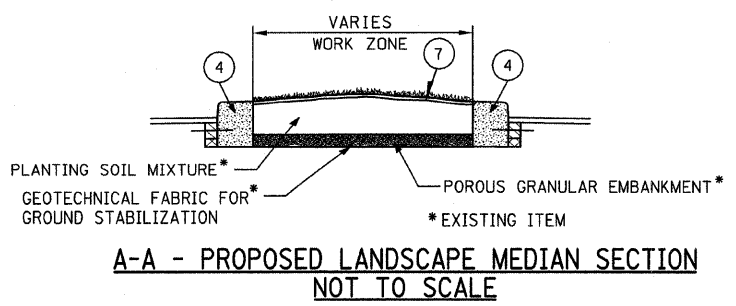 VARIES
WORK ZONE
4
7
4
PLANTING SOIL MIXTURE*
GEOTECHNICAL FABRIC FOR*
GROUND STABILIZATION
POROUS GRANULAR EMBANKMENT*
*EXISTING ITEM
A-A - PROPOSED LANDSCAPE MEDIAN SECTION
NOT TO SCALE